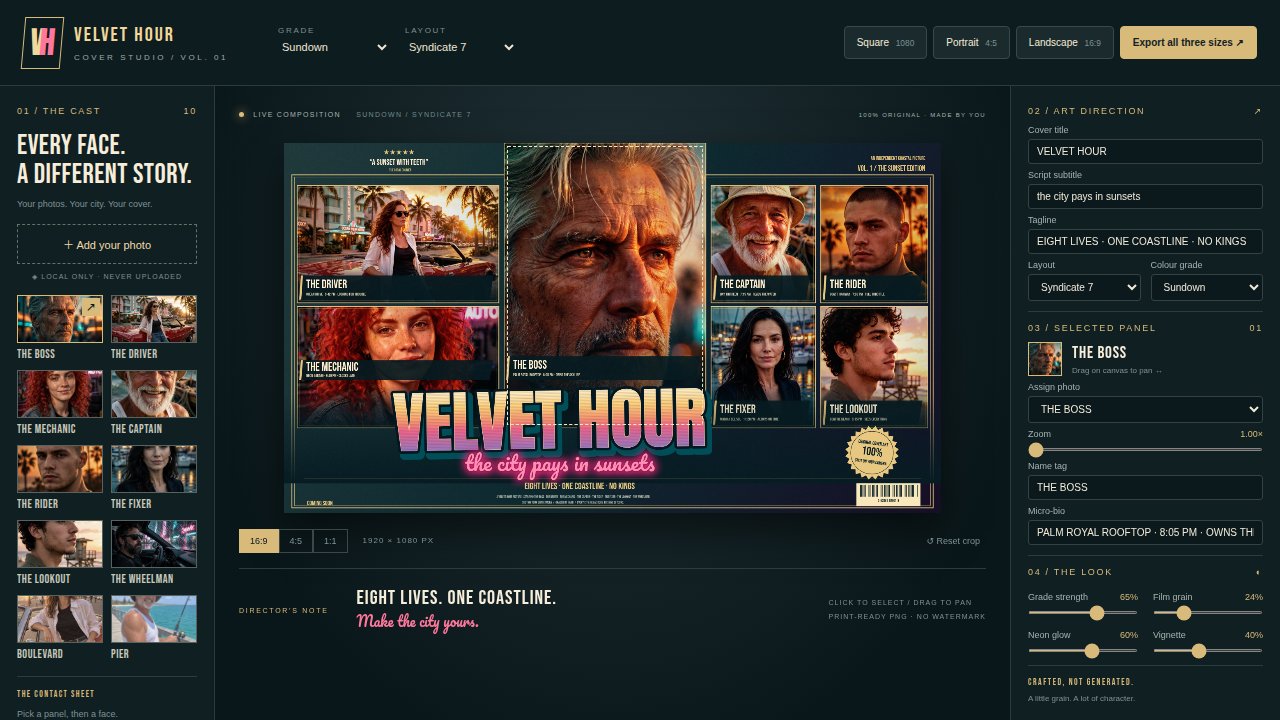 VH
VELVET HOUR
COVER STUDIO / VOL. 01
GRADE
Sundown
LAYOUT
Syndicate 7
Square 1080
Portrait 4:5
Landscape 16:9
Export all three sizes ↗
01 / THE CAST 10
EVERY FACE.
A DIFFERENT STORY.
Your photos. Your city. Your cover.
+ Add your photo
◈ LOCAL ONLY · NEVER UPLOADED
↗
THE BOSS
THE DRIVER
THE MECHANIC
THE CAPTAIN
THE RIDER
THE FIXER
THE LOOKOUT
THE WHEELMAN
BOULEVARD
PIER
THE CONTACT SHEET
Pick a panel, then a face.
LIVE COMPOSITION SUNDOWN / SYNDICATE 7
100% ORIGINAL · MADE BY YOU
★★★★★
"A SUNSET WITH TEETH"
AN INDEPENDENT COASTAL PICTURE
VOL. 1 / THE SUNSET EDITION
THE DRIVER
THE CAPTAIN
THE RIDER
THE MECHANIC
THE BOSS
THE FIXER
THE LOOKOUT
VELVET HOUR
the city pays in sunsets
EIGHT LIVES · ONE COASTLINE · NO KINGS
100%
COMING SOON
16:9
4:5
1:1
1920 × 1080 PX
↺ Reset crop
DIRECTOR'S NOTE
EIGHT LIVES. ONE COASTLINE.
Make the city yours.
CLICK TO SELECT / DRAG TO PAN
PRINT-READY PNG · NO WATERMARK
02 / ART DIRECTION ↗
Cover title
VELVET HOUR
Script subtitle
the city pays in sunsets
Tagline
EIGHT LIVES · ONE COASTLINE · NO KINGS
Layout
Syndicate 7
Colour grade
Sundown
03 / SELECTED PANEL 01
THE BOSS
Drag on canvas to pan ↔
Assign photo
THE BOSS
Zoom 1.00×
Name tag
THE BOSS
Micro-bio
PALM ROYAL ROOFTOP · 8:05 PM · OWNS THI
04 / THE LOOK
Grade strength 65%
Film grain 24%
Neon glow 60%
Vignette 40%
CRAFTED, NOT GENERATED.
A little grain. A lot of character.